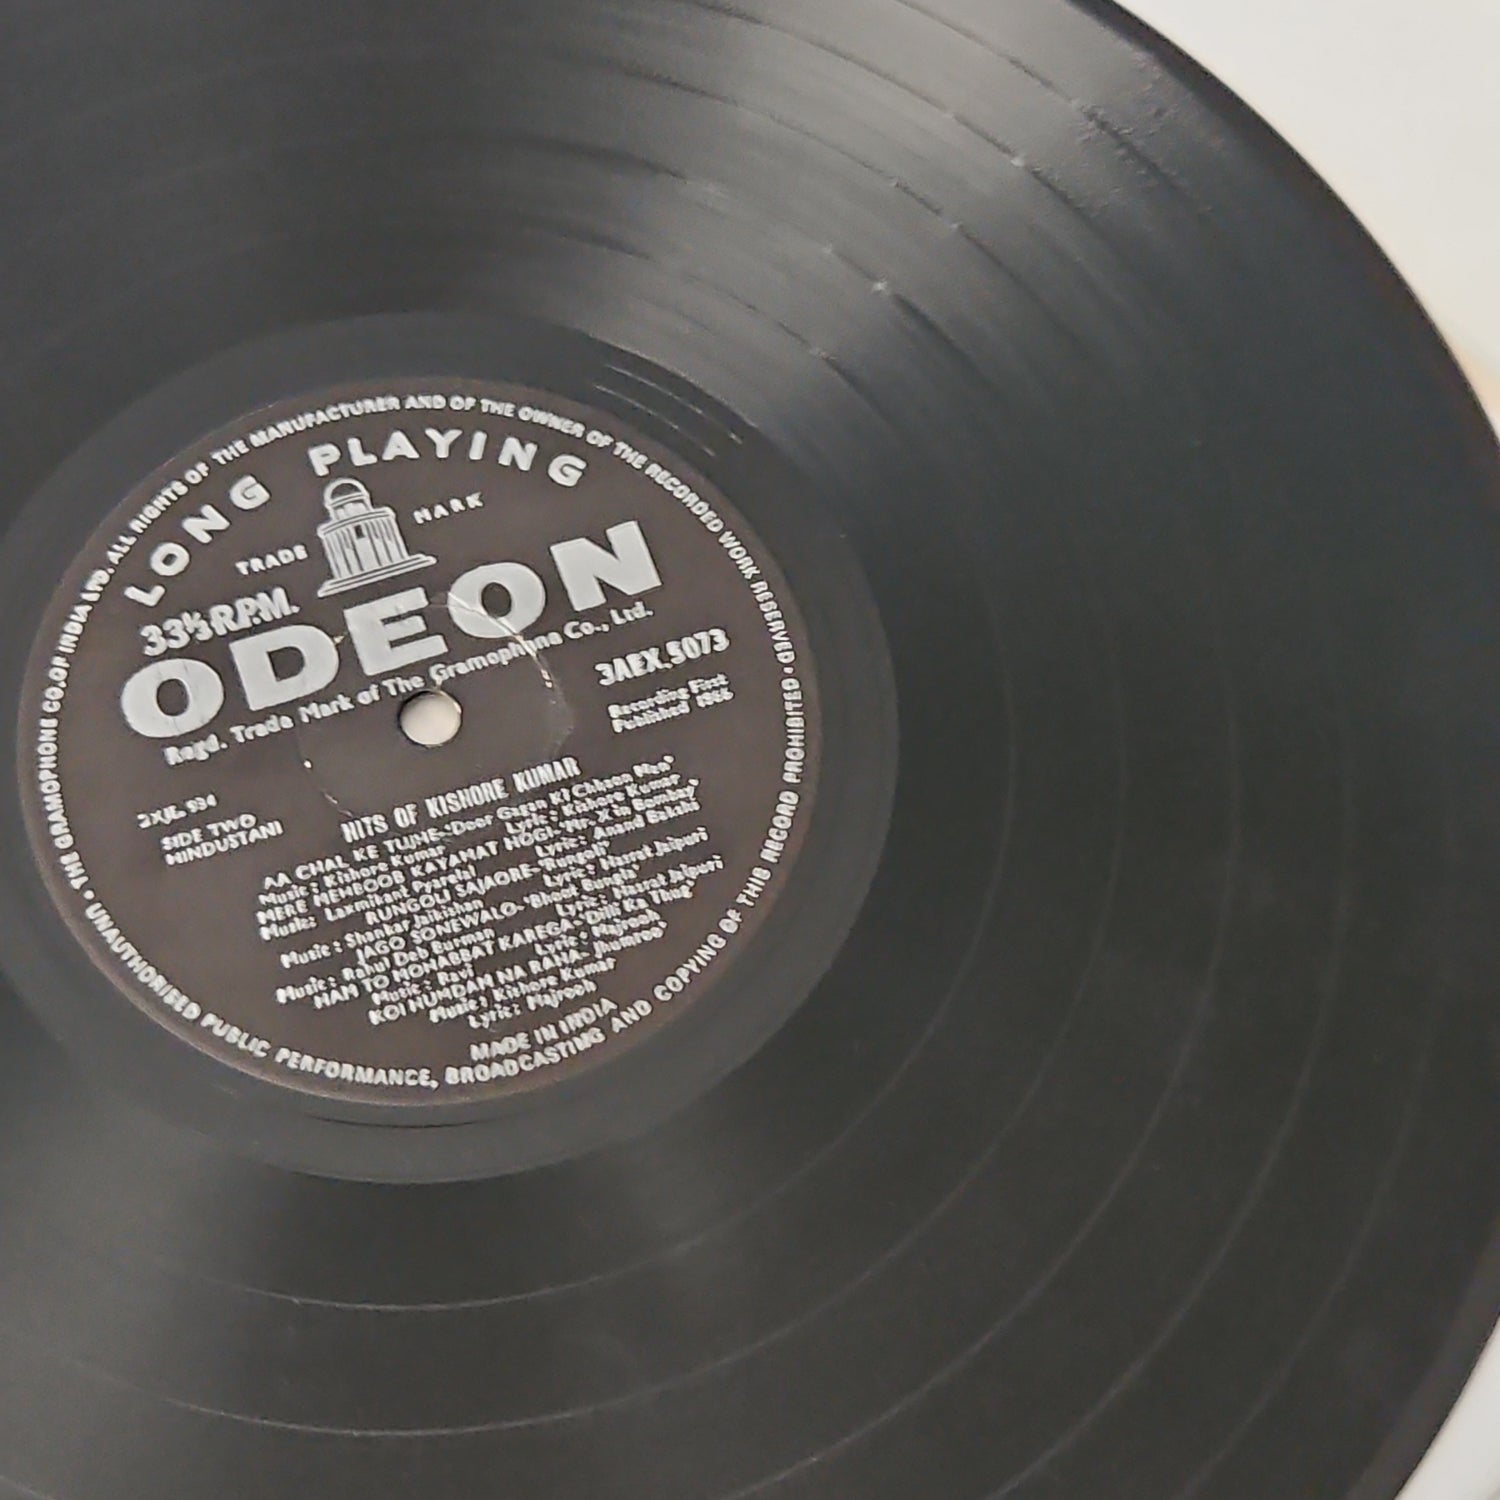 • THE GRAMOPHONE CO. OF INDIA LTD. ALL RIGHTS OF THE MANUFACTURER AND OF THE OWNER OF THE RECORDED WORK RESERVED •
UNAUTHORISED PUBLIC PERFORMANCE, BROADCASTING AND COPYING OF THIS RECORD PROHIBITED
LONG PLAYING
TRADE MARK
33⅓ R.P.M.
ODEON
Regd. Trade Mark of The Gramophone Co., Ltd.
3AEX.5073
Recording First
Published 1966
2XJE. 934
SIDE TWO
HINDUSTANI
HITS OF KISHORE KUMAR
AA CHAL KE TUJHE-'Door Gagan Ki Chhaon Men'
Music: Kishore Kumar Lyric: Kishore Kumar
MERE MEHBOOB KAYAMAT HOGI-'Mr. X In Bombay'
Music: Laxmikant Pyarelal Lyric: Anand Bakshi
RUNGOLI SAJAORE-'Rungoli'
Music: Shankar Jaikishan Lyric: Hasrat Jaipuri
JAGO SONEWALO-'Bhoot Bungla'
Music: Rahul Deb Burman Lyric: Hasrat Jaipuri
HAM TO MOHABBAT KAREGA-'Dilli Ka Thug'
Music: Ravi Lyric: Majrooh
KOI HUMDAM NA RAHA-'Jhumroo'
Music: Kishore Kumar
Lyric: Majrooh
MADE IN INDIA